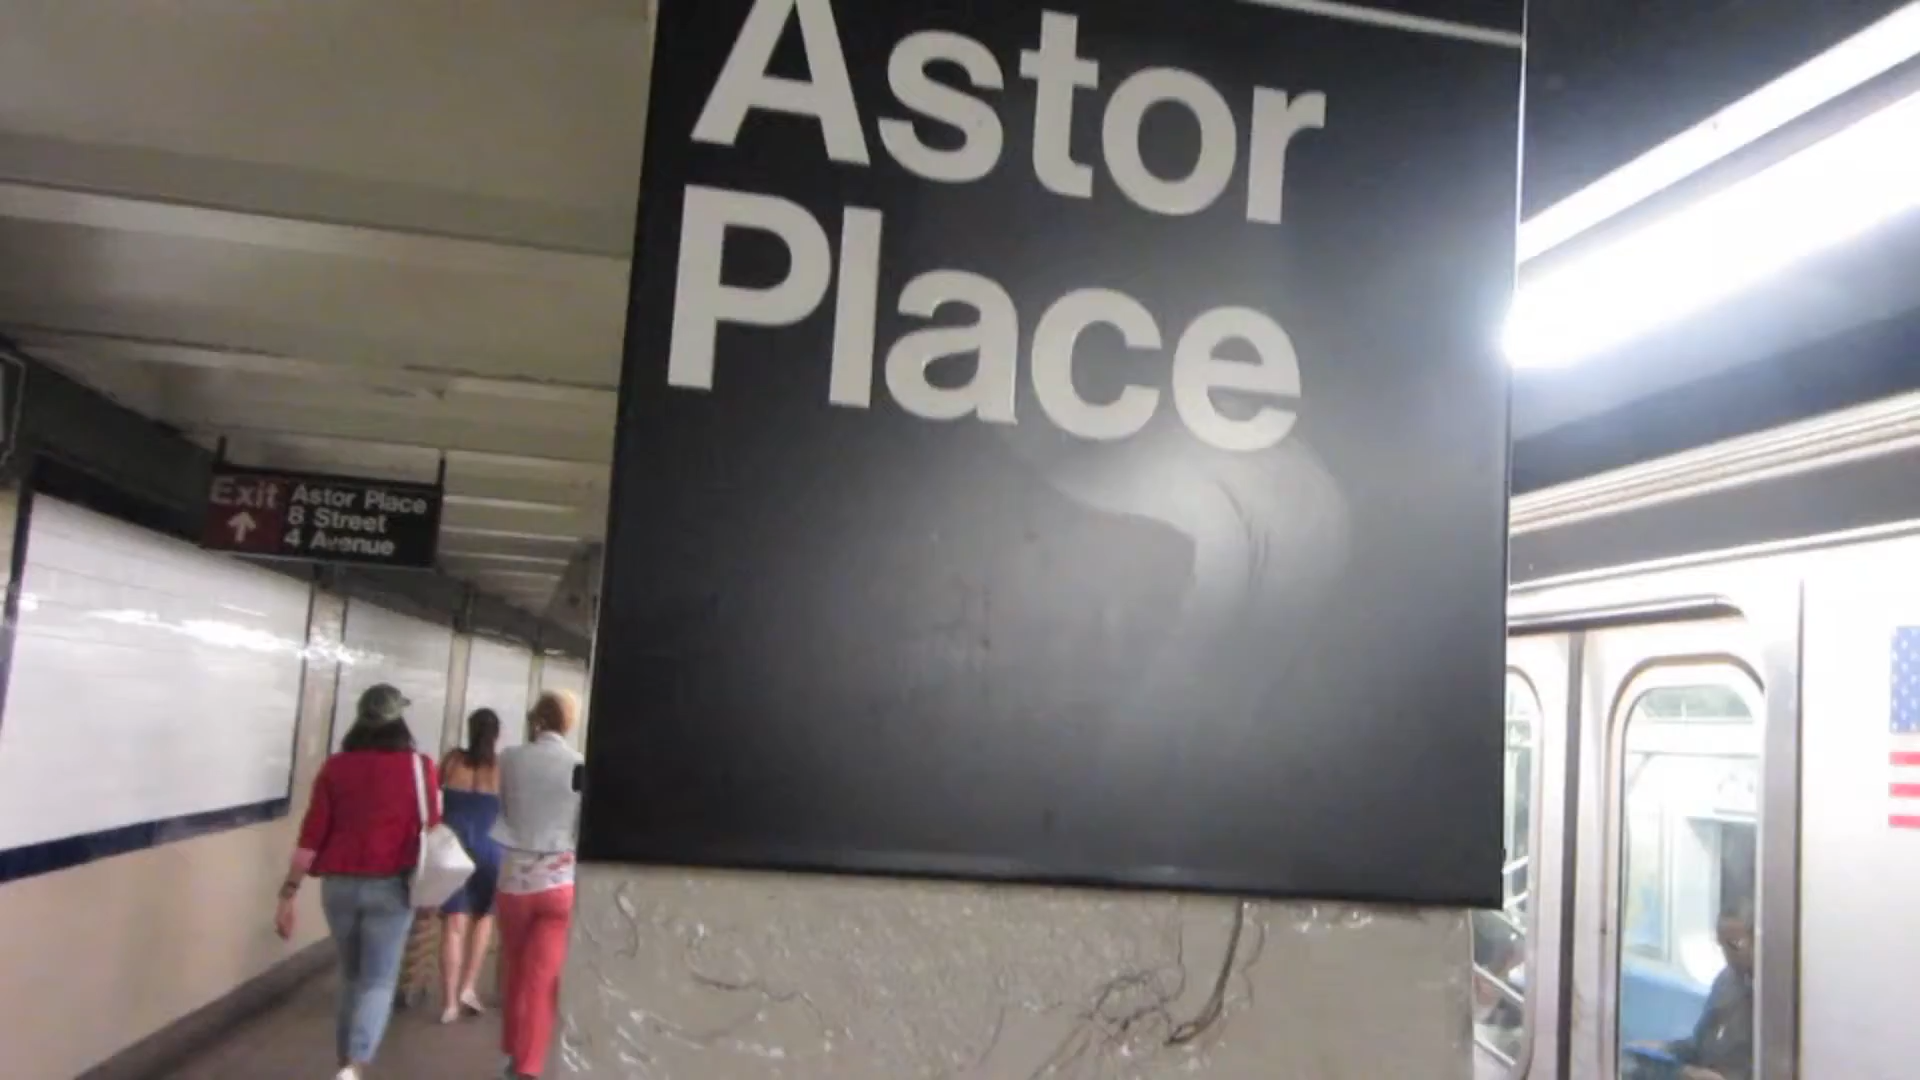 Astor
Place
Exit
Astor Place
8 Street
4 Avenue